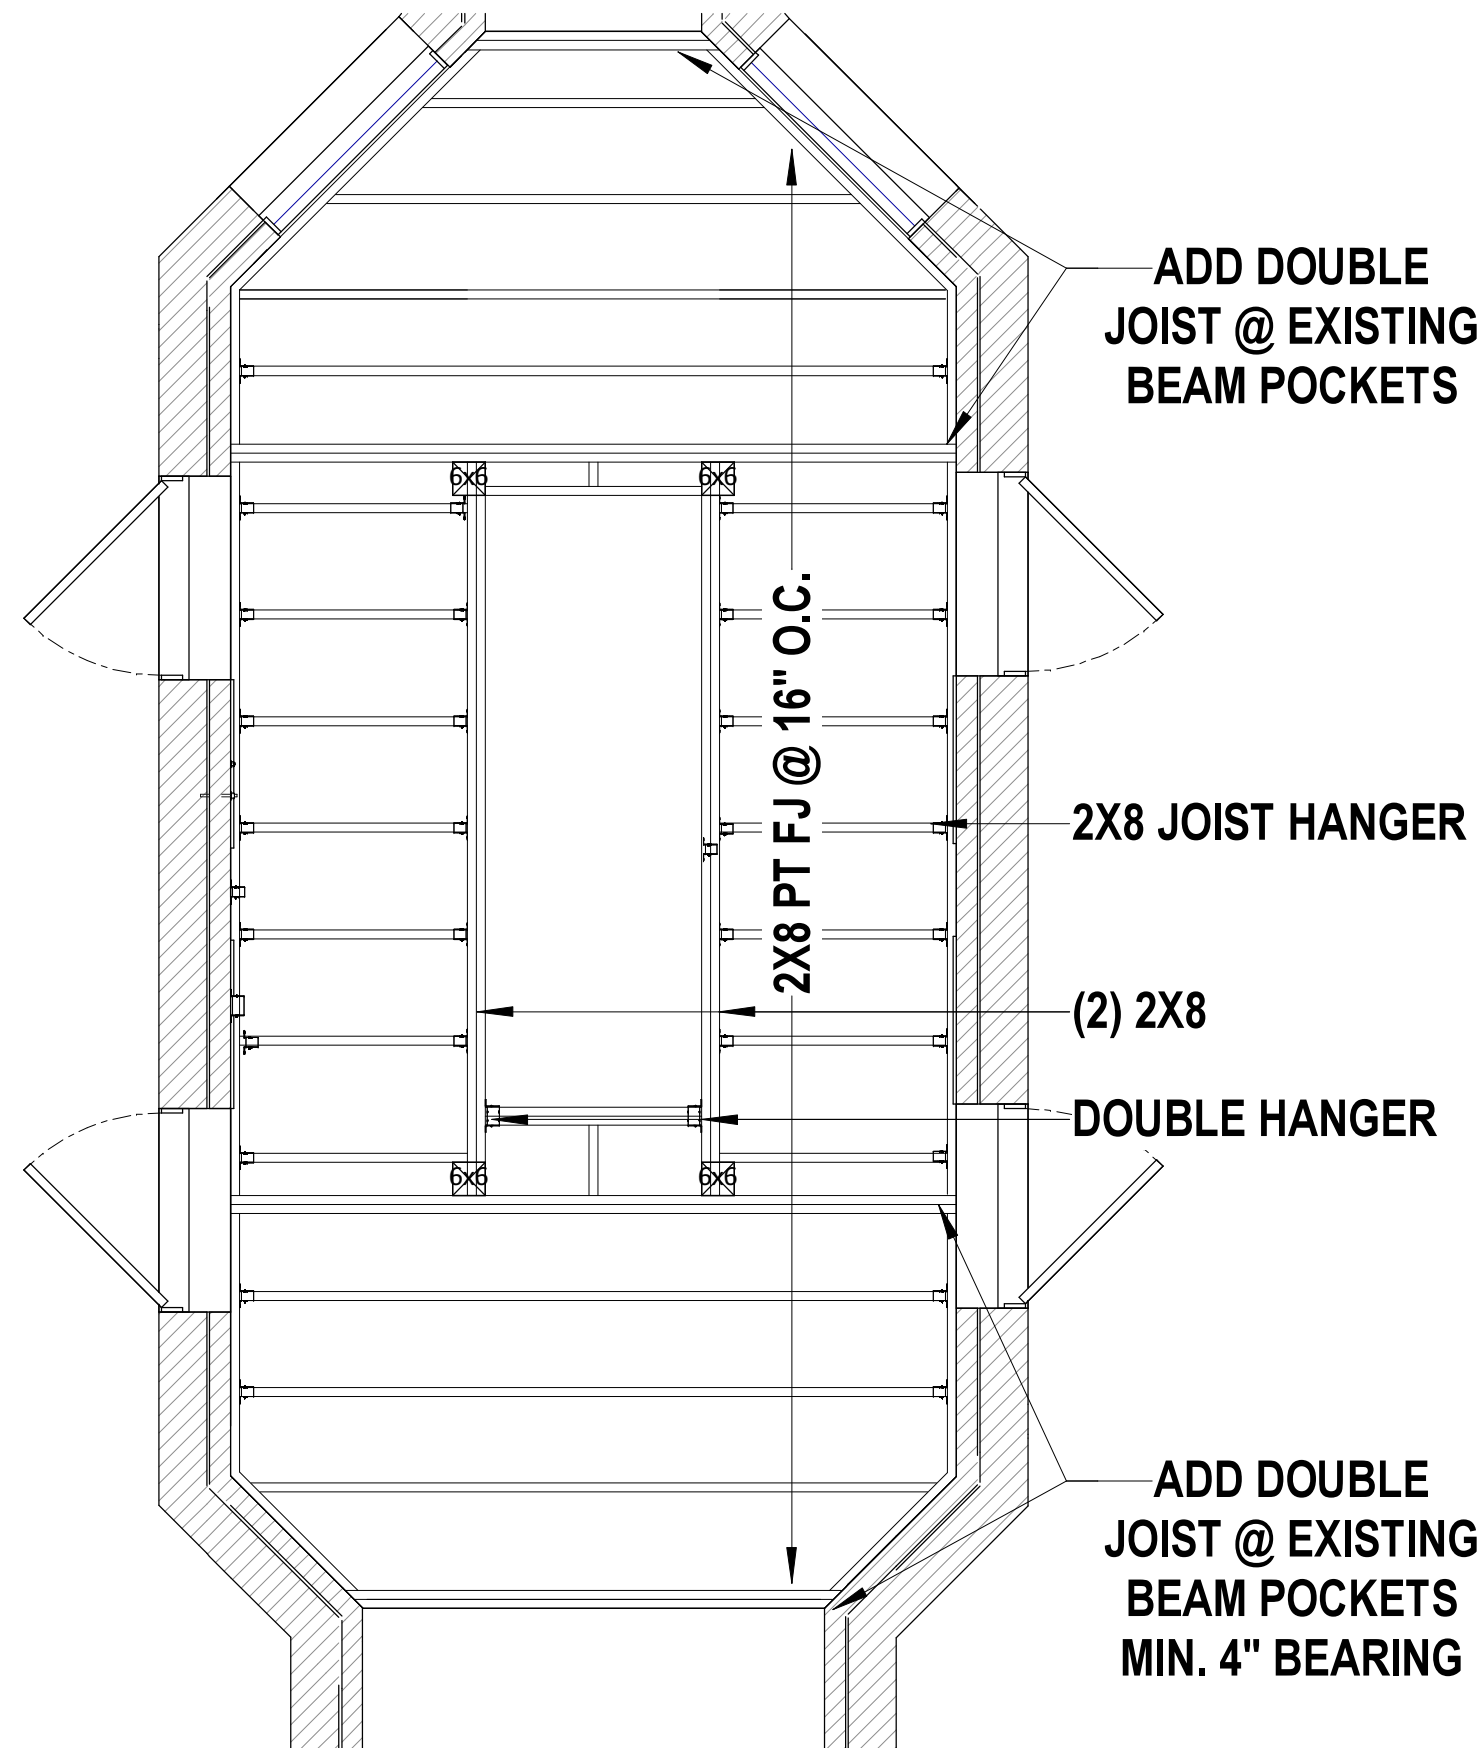 ADD DOUBLE
JOIST @ EXISTING
BEAM POCKETS
6x6
6x6
2X8 PT FJ @ 16" O.C.
2X8 JOIST HANGER
(2) 2X8
DOUBLE HANGER
6x6
6x6
ADD DOUBLE
JOIST @ EXISTING
BEAM POCKETS
MIN. 4" BEARING